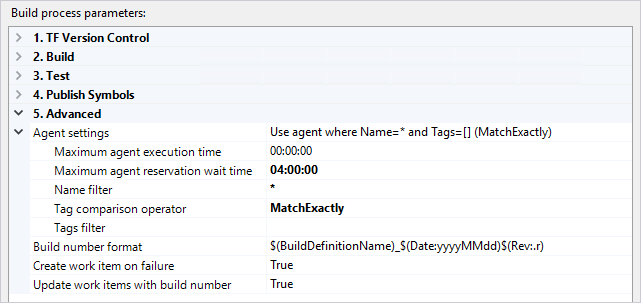 Build process parameters:
1. TF Version Control
2. Build
3. Test
4. Publish Symbols
5. Advanced
Agent settings Use agent where Name=* and Tags=[] (MatchExactly)
Maximum agent execution time 00:00:00
Maximum agent reservation wait time 04:00:00
Name filter *
Tag comparison operator MatchExactly
Tags filter
Build number format $(BuildDefinitionName)_$(Date:yyyyMMdd)$(Rev:.r)
Create work item on failure True
Update work items with build number True